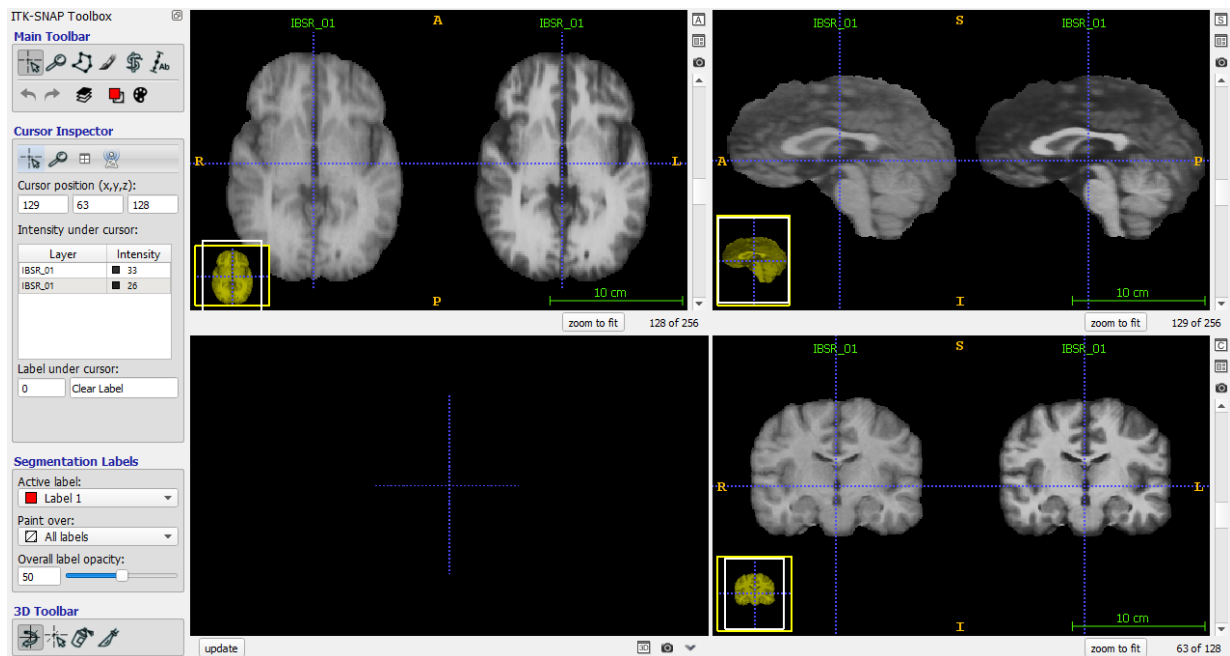 ITK-SNAP Toolbox
Main Toolbar
Ab
Cursor Inspector
Cursor position (x,y,z):
129 63 128
Intensity under cursor:
Layer Intensity
IBSR_01 33
IBSR_01 26
Label under cursor:
0 Clear Label
Segmentation Labels
Active label:
Label 1
Paint over:
All labels
Overall label opacity:
50
3D Toolbar
IBSR_01 A IBSR_01 A
R L
P
10 cm
zoom to fit 128 of 256
IBSR_01 S IBSR_01 S
A P
I
10 cm
zoom to fit 129 of 256
update 3D
IBSR_01 S IBSR_01 C
R L
I
10 cm
zoom to fit 63 of 128